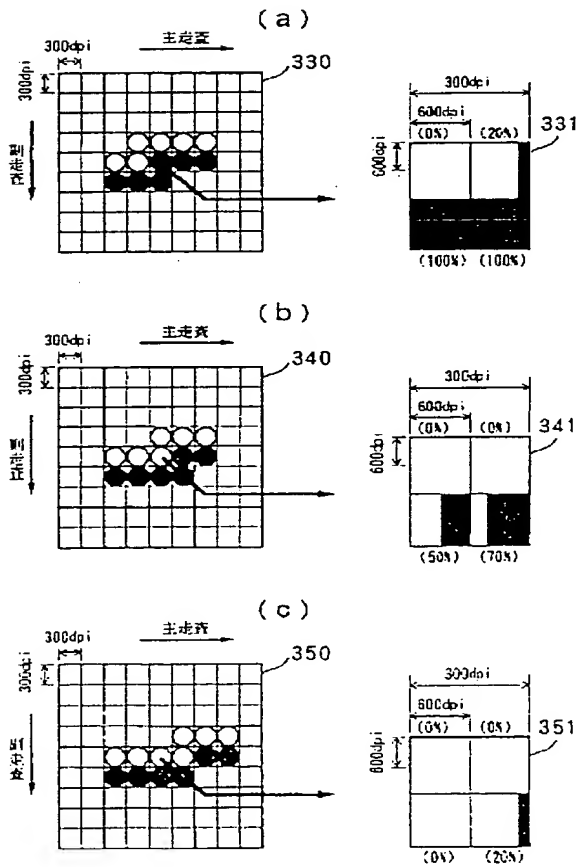 (a)
主走査
300dpi
300dpi
330
副走査
300dpi
600dpi
(0%) (20%)
331
600dpi
(100%) (100%)
(b)
主走査
300dpi
300dpi
340
副走査
300dpi
600dpi
(0%) (0%)
341
600dpi
(50%) (70%)
(c)
主走査
300dpi
300dpi
350
副走査
300dpi
600dpi
(0%) (0%)
351
600dpi
(0%) (20%)